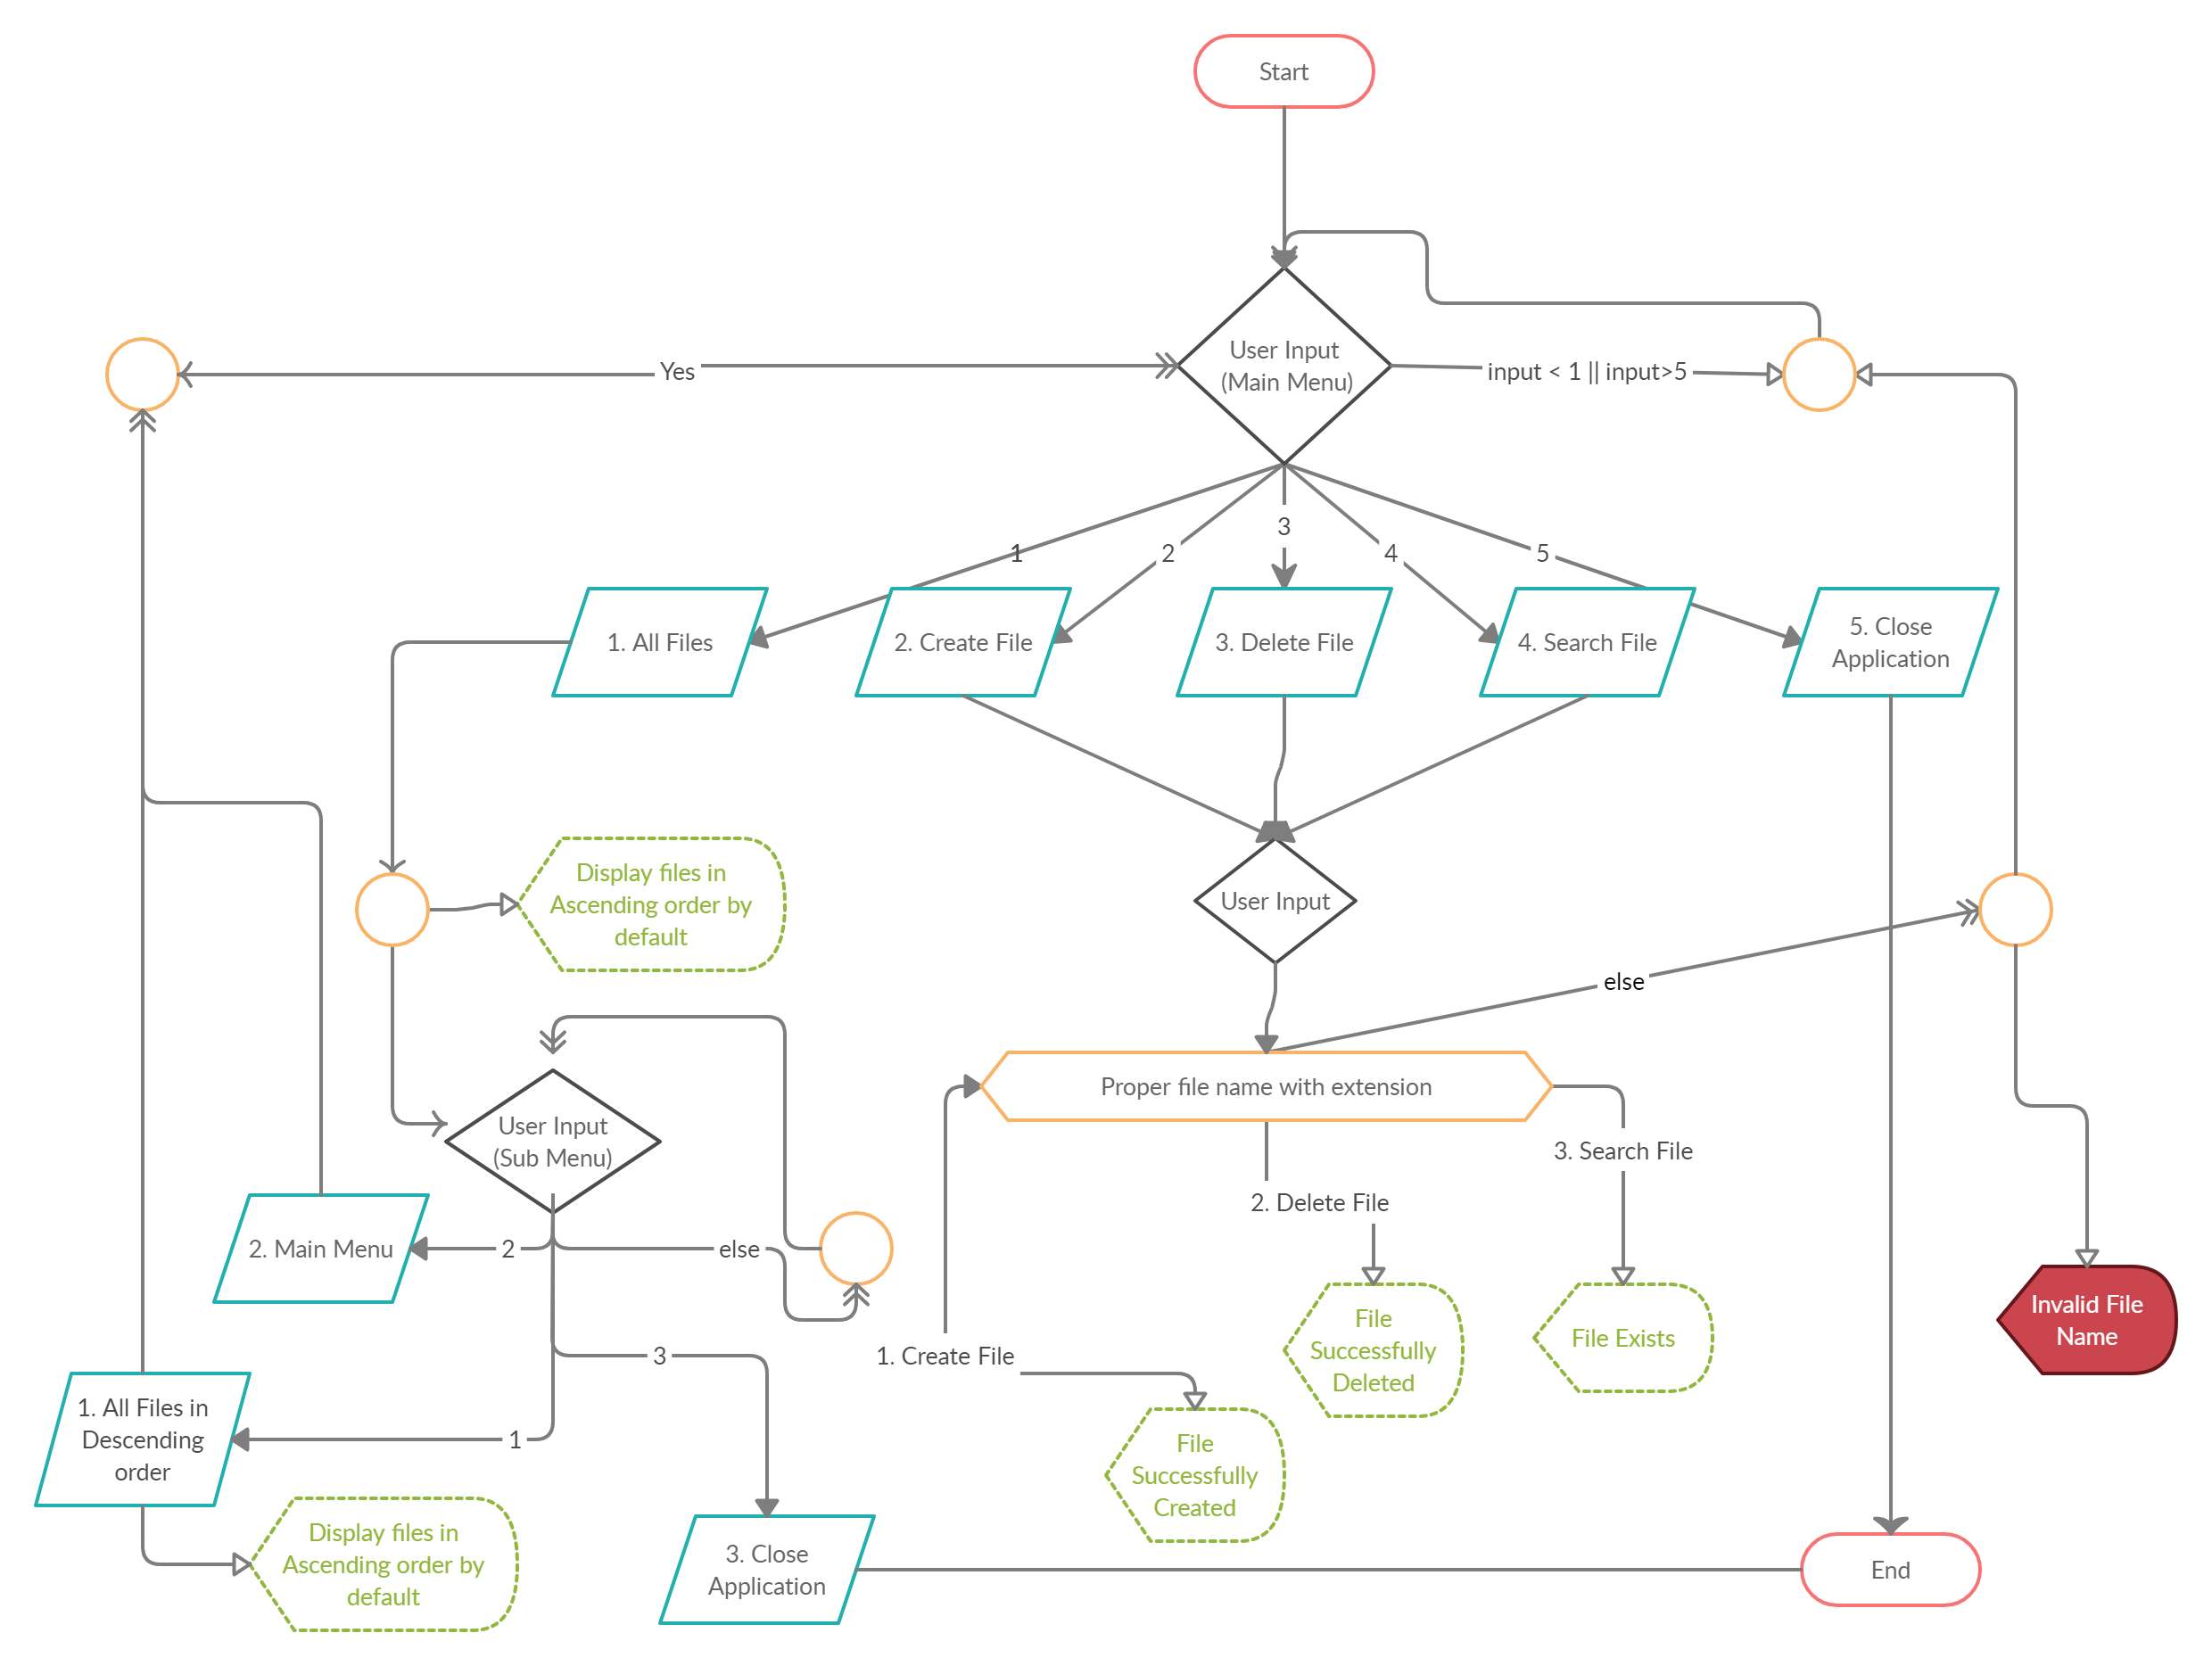 Start
User Input
(Main Menu)
Yes
input < 1 || input>5
1
2
3
4
5
1. All Files
2. Create File
3. Delete File
4. Search File
5. Close
Application
Display files in
Ascending order by
default
User Input
else
Proper file name with extension
User Input
(Sub Menu)
3. Search File
2. Delete File
2. Main Menu
2
else
1. Create File
File
Successfully
Deleted
File Exists
Invalid File
Name
3
1. All Files in
Descending
order
1
File
Successfully
Created
Display files in
Ascending order by
default
3. Close
Application
End